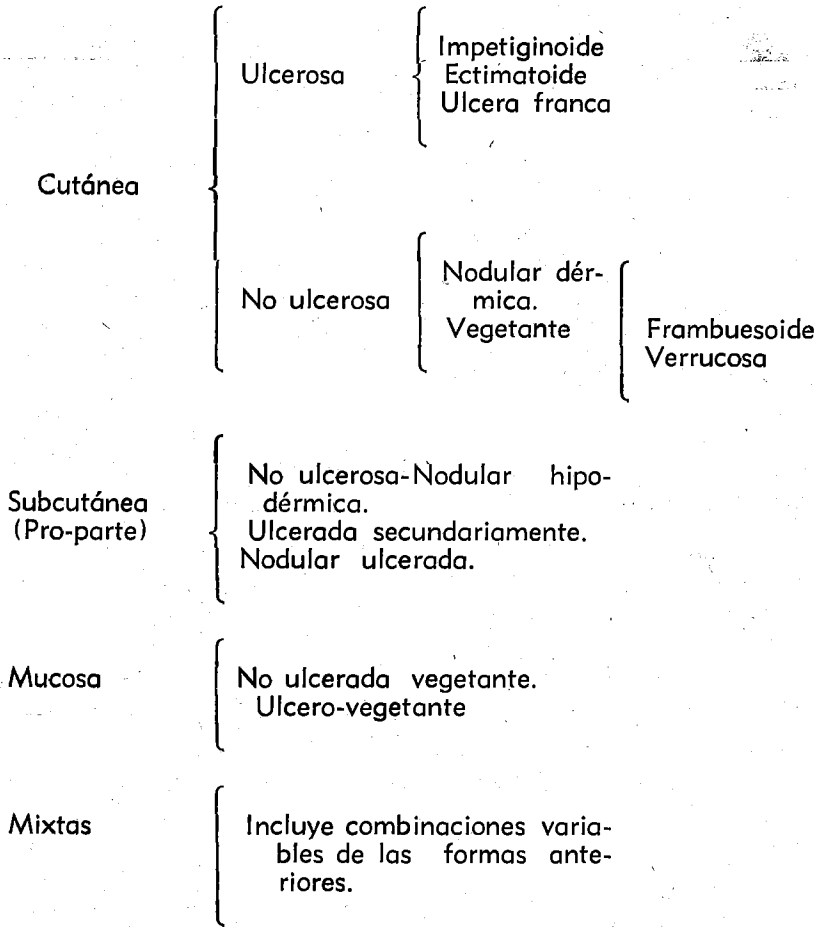 Ulcerosa
Impetiginoide
Ectimatoide
Ulcera franca
Cutánea
No ulcerosa
Nodular dér-
mica.
Vegetante
Frambuesoide
Verrucosa
Subcutánea
(Pro-parte)
No ulcerosa-Nodular hipo-
dérmica.
Ulcerada secundariamente.
Nodular ulcerada.
Mucosa
No ulcerada vegetante.
Ulcero-vegetante
Mixtas
Incluye combinaciones varia-
bles de las formas ante-
riores.